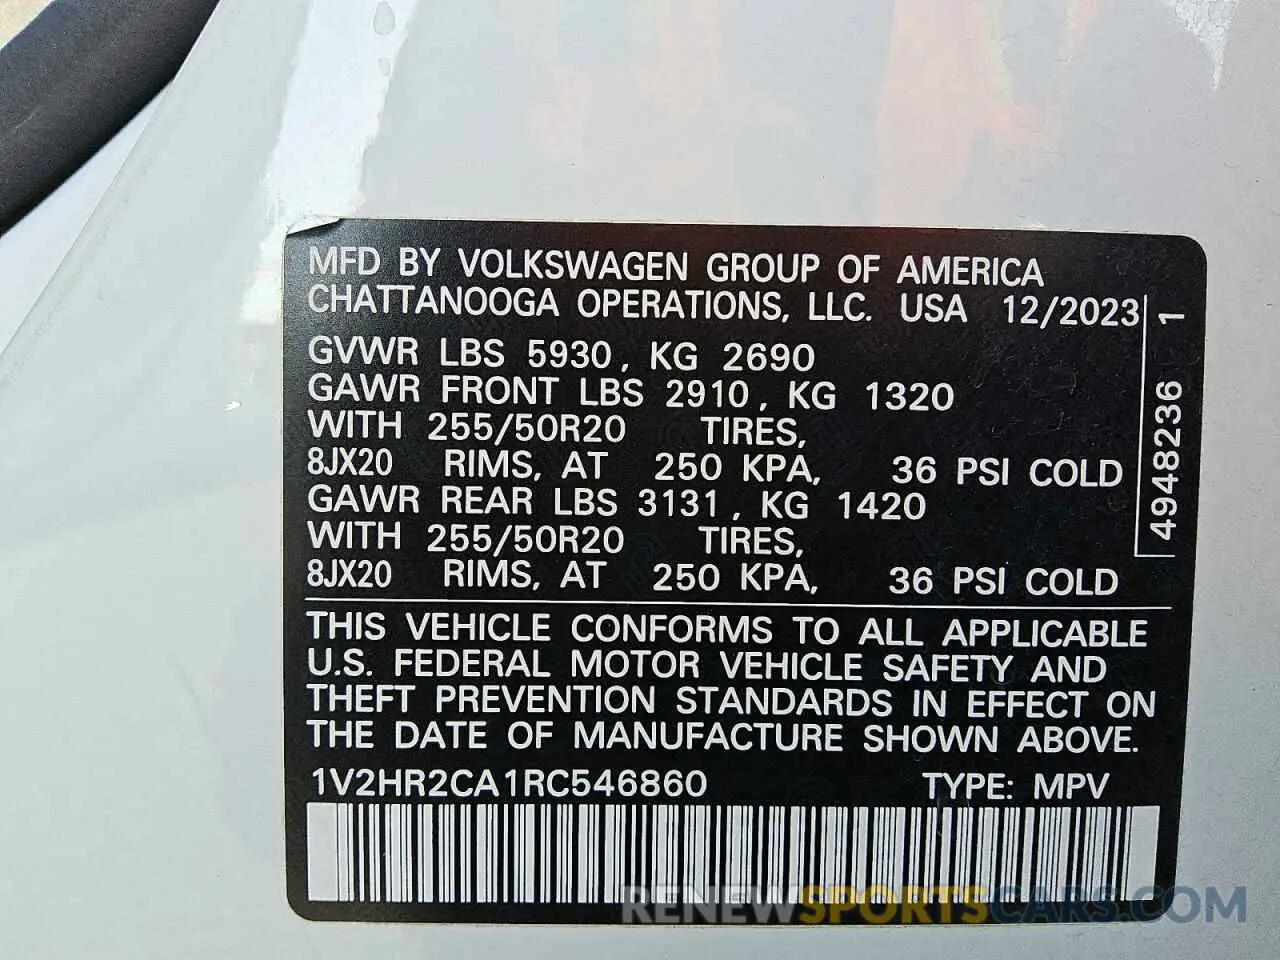 MFD BY VOLKSWAGEN GROUP OF AMERICA
CHATTANOOGA OPERATIONS, LLC. USA 12/2023
GVWR LBS 5930, KG 2690
GAWR FRONT LBS 2910, KG 1320
WITH 255/50R20 TIRES,
8JX20 RIMS, AT 250 KPA, 36 PSI COLD
GAWR REAR LBS 3131, KG 1420
WITH 255/50R20 TIRES,
8JX20 RIMS, AT 250 KPA, 36 PSI COLD
4948236 1
THIS VEHICLE CONFORMS TO ALL APPLICABLE
U.S. FEDERAL MOTOR VEHICLE SAFETY AND
THEFT PREVENTION STANDARDS IN EFFECT ON
THE DATE OF MANUFACTURE SHOWN ABOVE.
1V2HR2CA1RC546860 TYPE: MPV
RENEWSPORTSCARS.COM